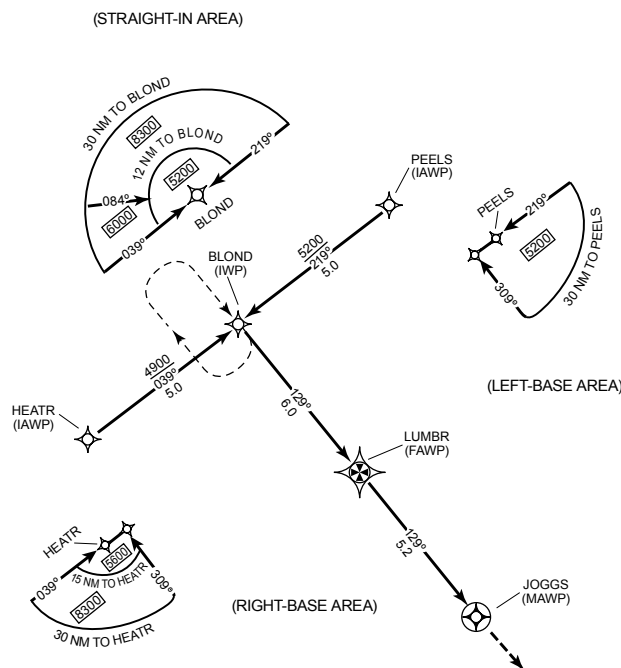 (STRAIGHT-IN AREA)
30 NM TO BLOND
8300
12 NM TO BLOND
5200
219°
084°
6000
039°
BLOND
PEELS
(IAWP)
PEELS
219°
5200
309°
30 NM TO PEELS
BLOND
(IWP)
5200
219°
5.0
4900
039°
5.0
HEATR
(IAWP)
(LEFT-BASE AREA)
129°
6.0
LUMBR
(FAWP)
129°
5.2
HEATR
5600
039°
15 NM TO HEATR
309°
8300
30 NM TO HEATR
(RIGHT-BASE AREA)
JOGGS
(MAWP)